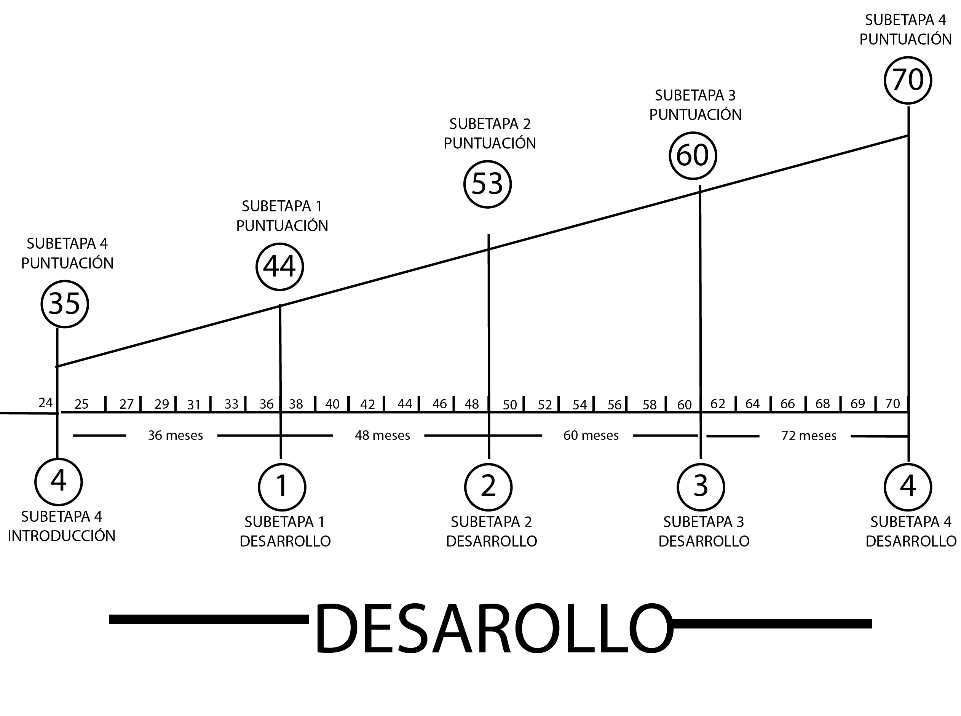 SUBETAPA 4
PUNTUACIÓN
70
SUBETAPA 3
PUNTUACIÓN
60
SUBETAPA 2
PUNTUACIÓN
53
SUBETAPA 1
PUNTUACIÓN
44
SUBETAPA 4
PUNTUACIÓN
35
24 25 27 29 31 33 36 38 40 42 44 46 48 50 52 54 56 58 60 62 64 66 68 69 70
36 meses 48 meses 60 meses 72 meses
4 1 2 3 4
SUBETAPA 4
INTRODUCCIÓN
SUBETAPA 1
DESARROLLO
SUBETAPA 2
DESARROLLO
SUBETAPA 3
DESARROLLO
SUBETAPA 4
DESARROLLO
DESAROLLO